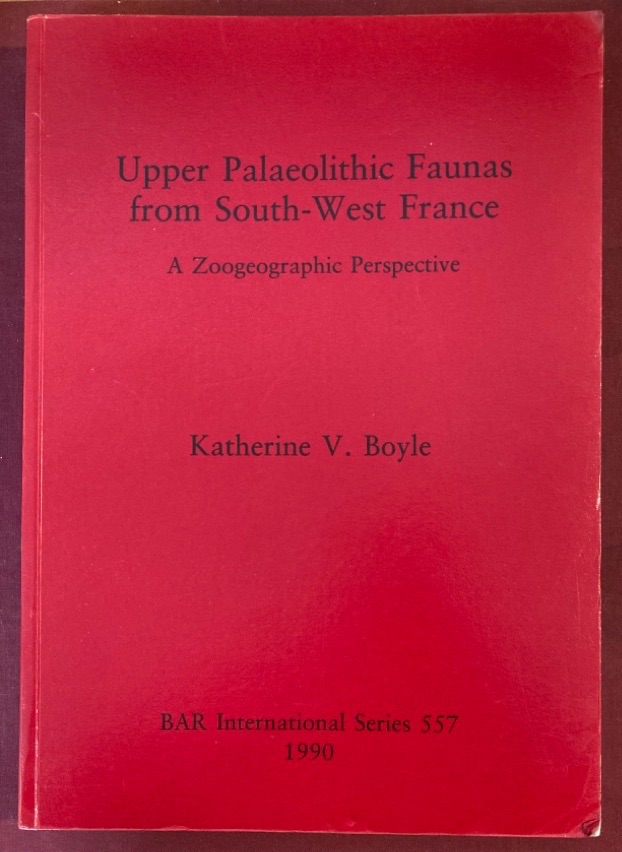 Upper Palaeolithic Faunas
from South-West France
A Zoogeographic Perspective
Katherine V. Boyle
BAR International Series 557
1990